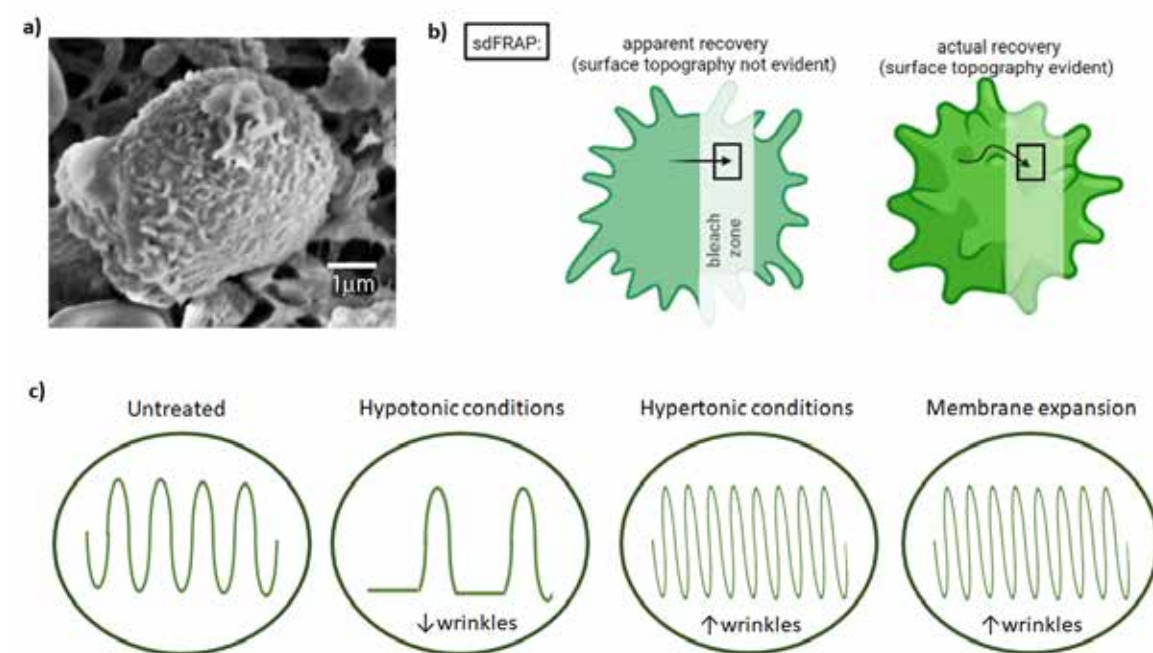 a)
1μm
b)
sdFRAP:
apparent recovery
(surface topography not evident)
bleach
zone
actual recovery
(surface topography evident)
c)
Untreated
Hypotonic conditions
↓wrinkles
Hypertonic conditions
↑wrinkles
Membrane expansion
↑wrinkles